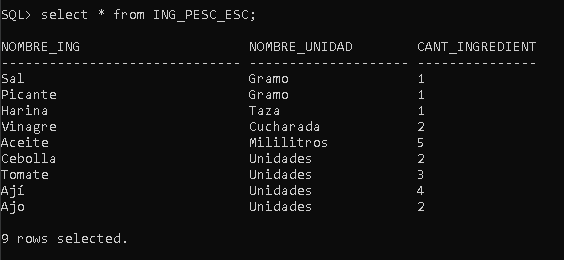 SQL> select * from ING_PESC_ESC;
NOMBRE_ING NOMBRE_UNIDAD CANT_INGREDIENT
------------------------------ -------------------- ---------------
Sal Gramo 1
Picante Gramo 1
Harina Taza 1
Vinagre Cucharada 2
Aceite Mililitros 5
Cebolla Unidades 2
Tomate Unidades 3
Ají Unidades 4
Ajo Unidades 2
9 rows selected.